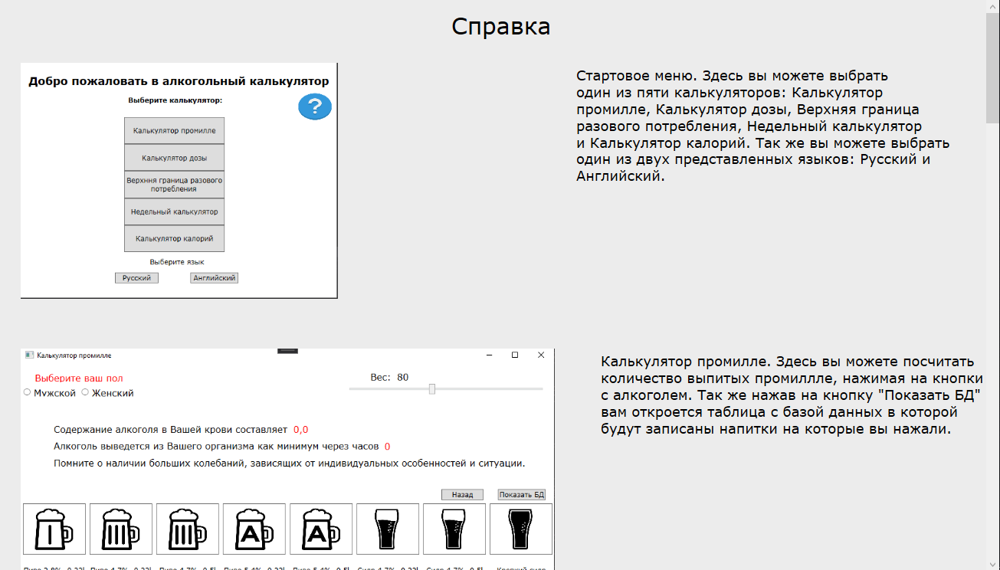 Справка
Добро пожаловать в алкогольный калькулятор
Выберите калькулятор:
?
Калькулятор промилле
Калькулятор дозы
Верхння граница разового
потребления
Недельный калькулятор
Калькулятор калорий
Выберите язык
Русский
Английский
Стартовое меню. Здесь вы можете выбрать
один из пяти калькуляторов: Калькулятор
промилле, Калькулятор дозы, Верхняя граница
разового потребления, Недельный калькулятор
и Калькулятор калорий. Так же вы можете выбрать
один из двух представленных языков: Русский и
Английский.
Калькулятор промилле
Выберите ваш пол
Мужской
Женский
Вес: 80
Содержание алкоголя в Вашей крови составляет 0,0
Алкоголь выведется из Вашего организма как минимум через часов 0
Помните о наличии больших колебаний, зависящих от индивидуальных особенностей и ситуации.
Назад
Показать БД
I
III
III
A
A
Калькулятор промилле. Здесь вы можете посчитать
количество выпитых промиллле, нажимая на кнопки
с алкоголем. Так же нажав на кнопку "Показать БД"
вам откроется таблица с базой данных в которой
будут записаны напитки на которые вы нажали.